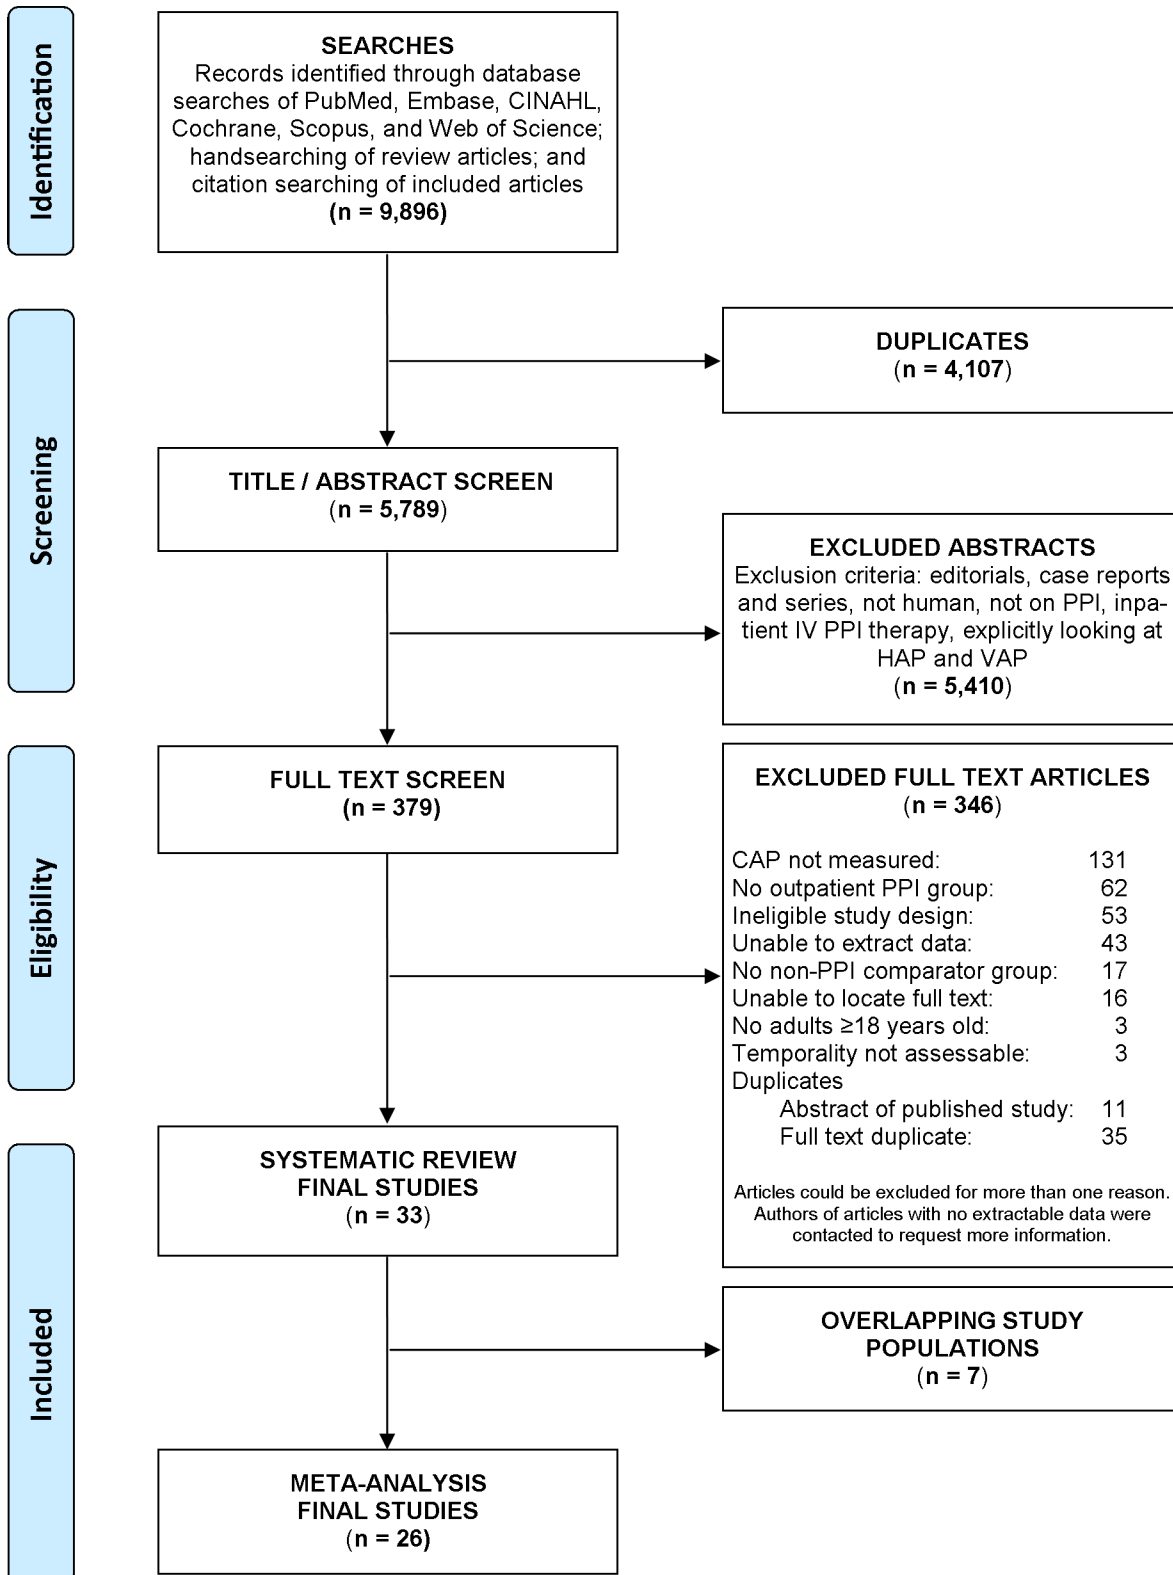 Identification
SEARCHES
Records identified through database
searches of PubMed, Embase, CINAHL,
Cochrane, Scopus, and Web of Science;
handsearching of review articles; and
citation searching of included articles
(n = 9,896)
Screening
DUPLICATES
(n = 4,107)
TITLE / ABSTRACT SCREEN
(n = 5,789)
EXCLUDED ABSTRACTS
Exclusion criteria: editorials, case reports
and series, not human, not on PPI, inpa-
tient IV PPI therapy, explicitly looking at
HAP and VAP
(n = 5,410)
Eligibility
FULL TEXT SCREEN
(n = 379)
EXCLUDED FULL TEXT ARTICLES
(n = 346)
CAP not measured: 131
No outpatient PPI group: 62
Ineligible study design: 53
Unable to extract data: 43
No non-PPI comparator group: 17
Unable to locate full text: 16
No adults ≥18 years old: 3
Temporality not assessable: 3
Duplicates
Abstract of published study: 11
Full text duplicate: 35
Articles could be excluded for more than one reason.
Authors of articles with no extractable data were
contacted to request more information.
Included
SYSTEMATIC REVIEW
FINAL STUDIES
(n = 33)
OVERLAPPING STUDY
POPULATIONS
(n = 7)
META-ANALYSIS
FINAL STUDIES
(n = 26)